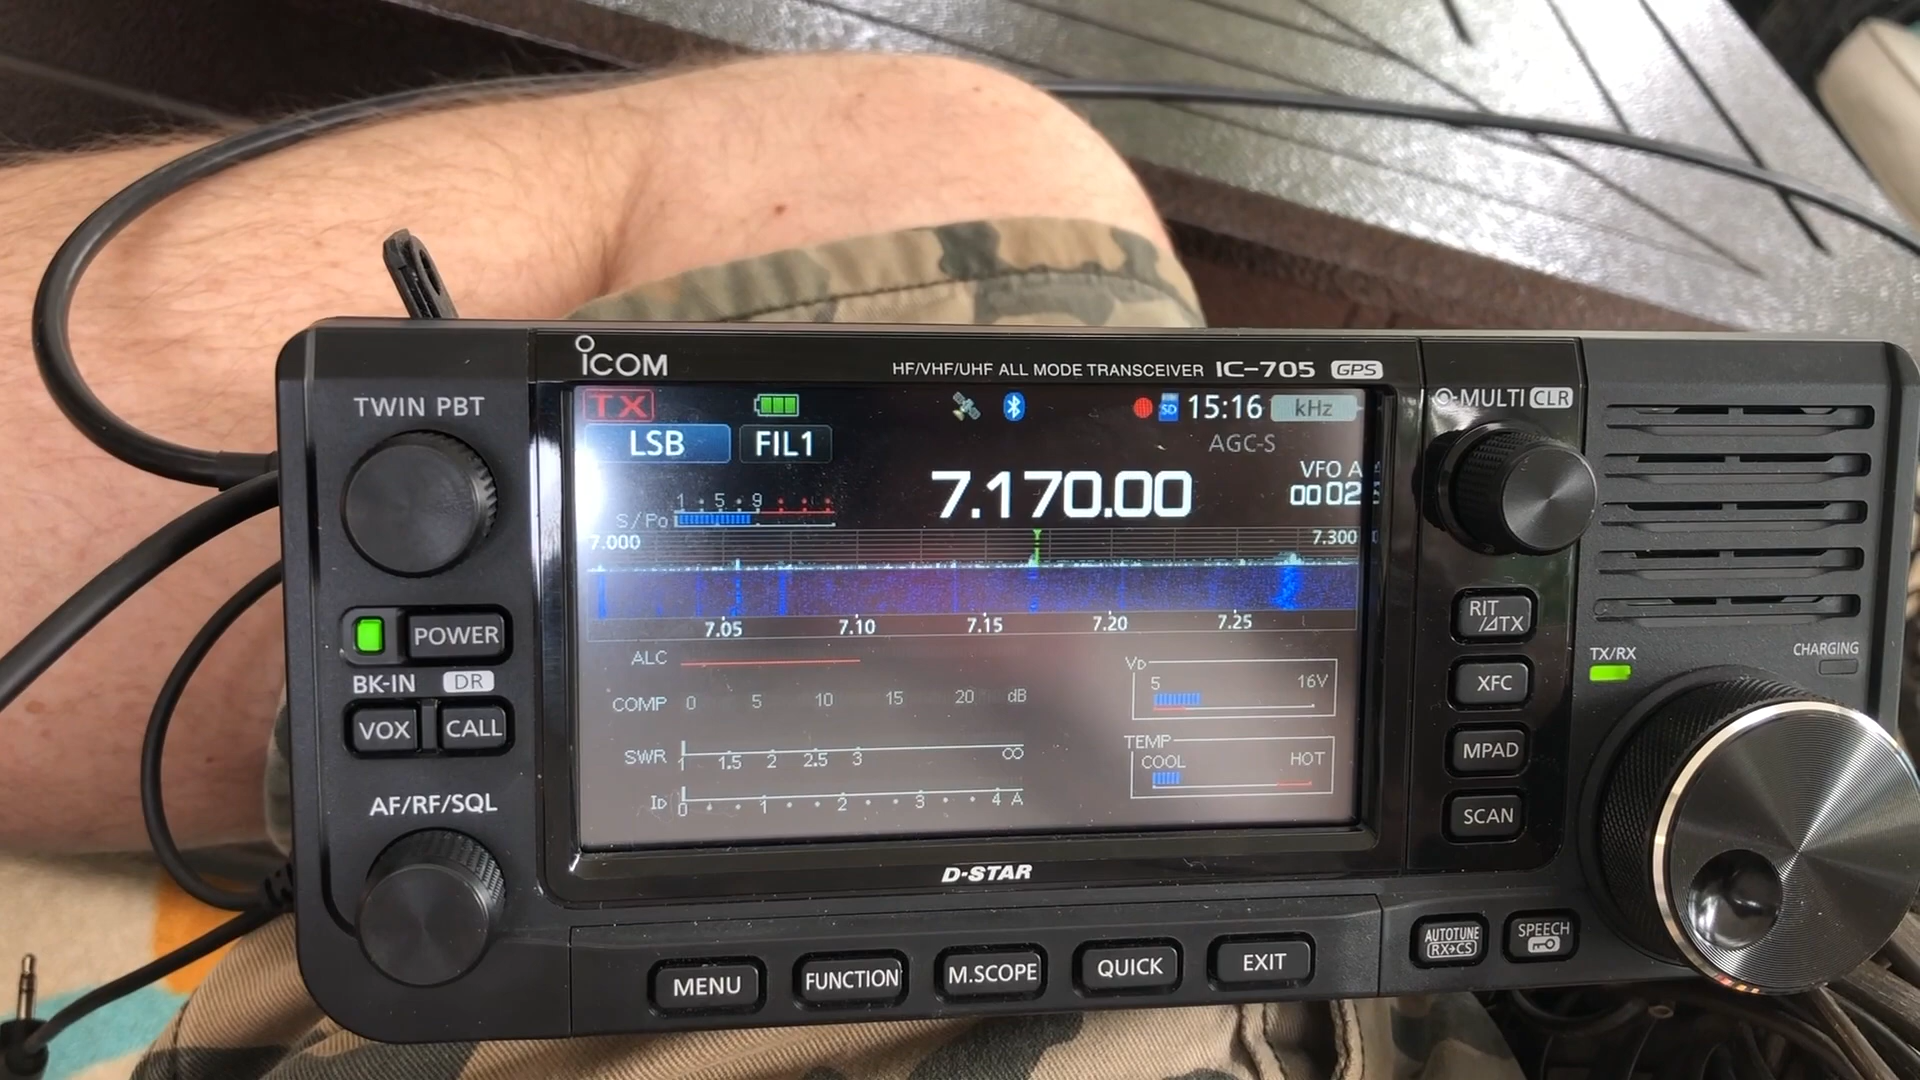 ICOM
HF/VHF/UHF ALL MODE TRANSCEIVER IC-705 GPS
TWIN PBT
MULTI CLR
TX
SD 15:16 kHz
LSB FIL1
AGC-S
7.170.00
VFO A
00 02
1 5 9
S/Po
7.000
7.300
7.05 7.10 7.15 7.20 7.25
POWER
BK-IN DR
VOX CALL
AF/RF/SQL
ALC
COMP 0 5 10 15 20 dB
SWR 1 1.5 2 2.5 3 ∞
ID 0 1 2 3 4 A
VD
5 16V
TEMP
COOL HOT
RIT
/⊿TX
XFC
MPAD
SCAN
TX/RX
CHARGING
D-STAR
MENU FUNCTION M.SCOPE QUICK EXIT
AUTOTUNE
RX→CS
SPEECH